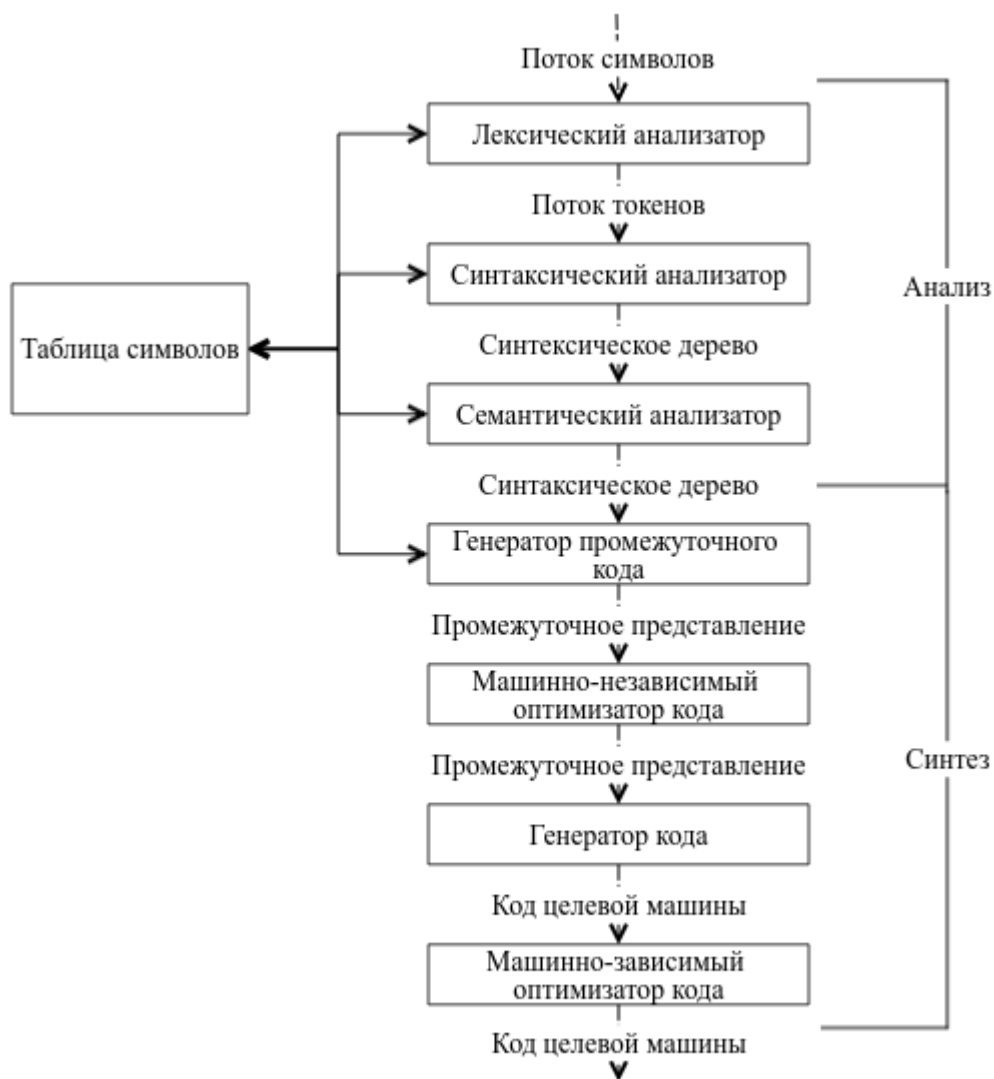 Поток символов
Лексический анализатор
Поток токенов
Синтаксический анализатор
Анализ
Таблица символов
Синтексическое дерево
Семантический анализатор
Синтаксическое дерево
Генератор промежуточного
кода
Промежуточное представление
Машинно-независимый
оптимизатор кода
Синтез
Промежуточное представление
Генератор кода
Код целевой машины
Машинно-зависимый
оптимизатор кода
Код целевой машины